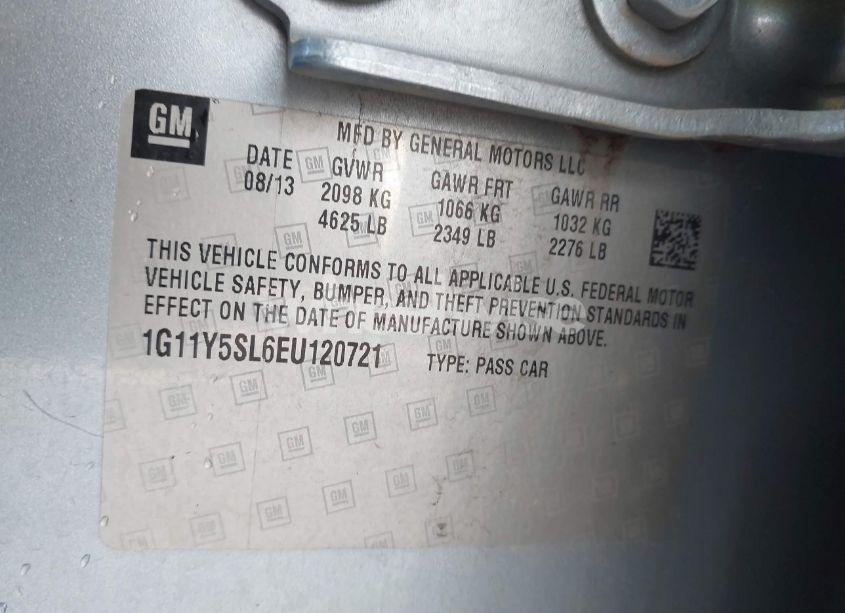 GM
MFD BY GENERAL MOTORS LLC
DATE GVWR GAWR FRT GAWR RR
08/13 2098 KG 1066 KG 1032 KG
4625 LB 2349 LB 2276 LB
THIS VEHICLE CONFORMS TO ALL APPLICABLE U.S. FEDERAL MOTOR
VEHICLE SAFETY, BUMPER, AND THEFT PREVENTION STANDARDS IN
EFFECT ON THE DATE OF MANUFACTURE SHOWN ABOVE.
1G11Y5SL6EU120721 TYPE: PASS CAR